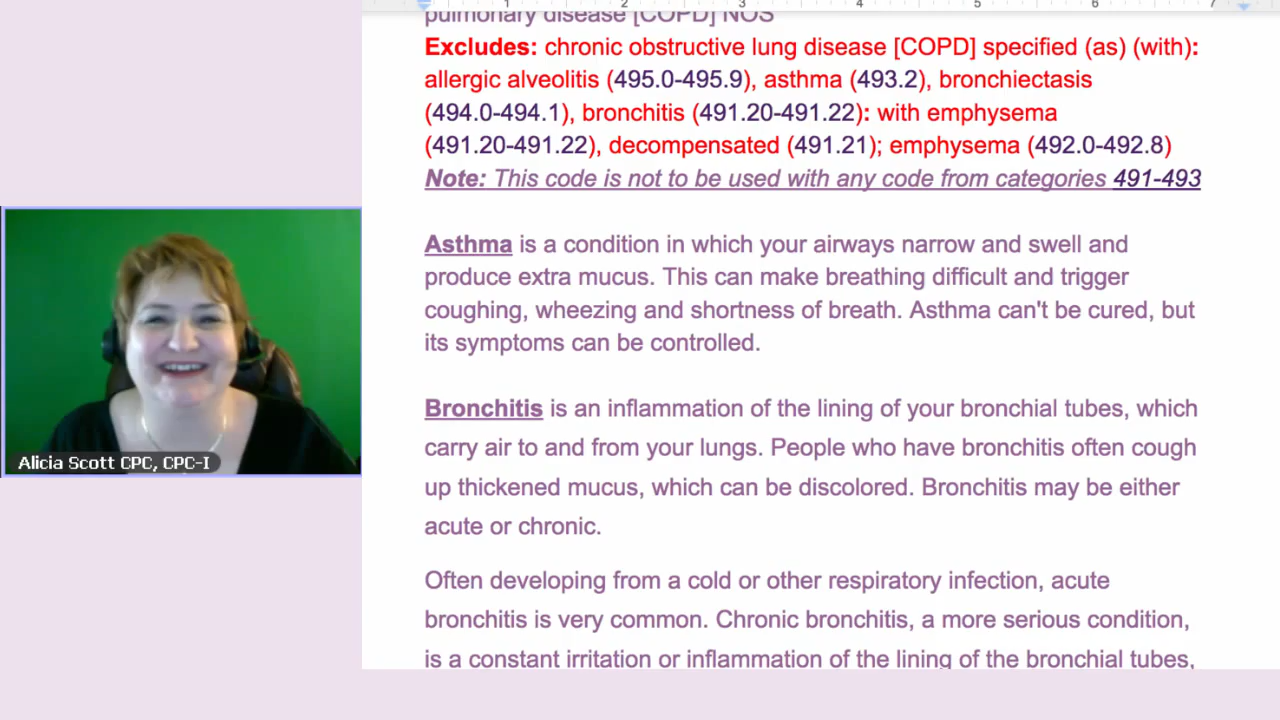 1 2 3 4 5 6 7
pulmonary disease [COPD] NOS
Excludes: chronic obstructive lung disease [COPD] specified (as) (with):
allergic alveolitis (495.0-495.9), asthma (493.2), bronchiectasis
(494.0-494.1), bronchitis (491.20-491.22): with emphysema
(491.20-491.22), decompensated (491.21); emphysema (492.0-492.8)
Note: This code is not to be used with any code from categories 491-493
Asthma is a condition in which your airways narrow and swell and
produce extra mucus. This can make breathing difficult and trigger
coughing, wheezing and shortness of breath. Asthma can't be cured, but
its symptoms can be controlled.
Bronchitis is an inflammation of the lining of your bronchial tubes, which
carry air to and from your lungs. People who have bronchitis often cough
up thickened mucus, which can be discolored. Bronchitis may be either
acute or chronic.
Often developing from a cold or other respiratory infection, acute
bronchitis is very common. Chronic bronchitis, a more serious condition,
is a constant irritation or inflammation of the lining of the bronchial tubes,
Alicia Scott CPC, CPC-I